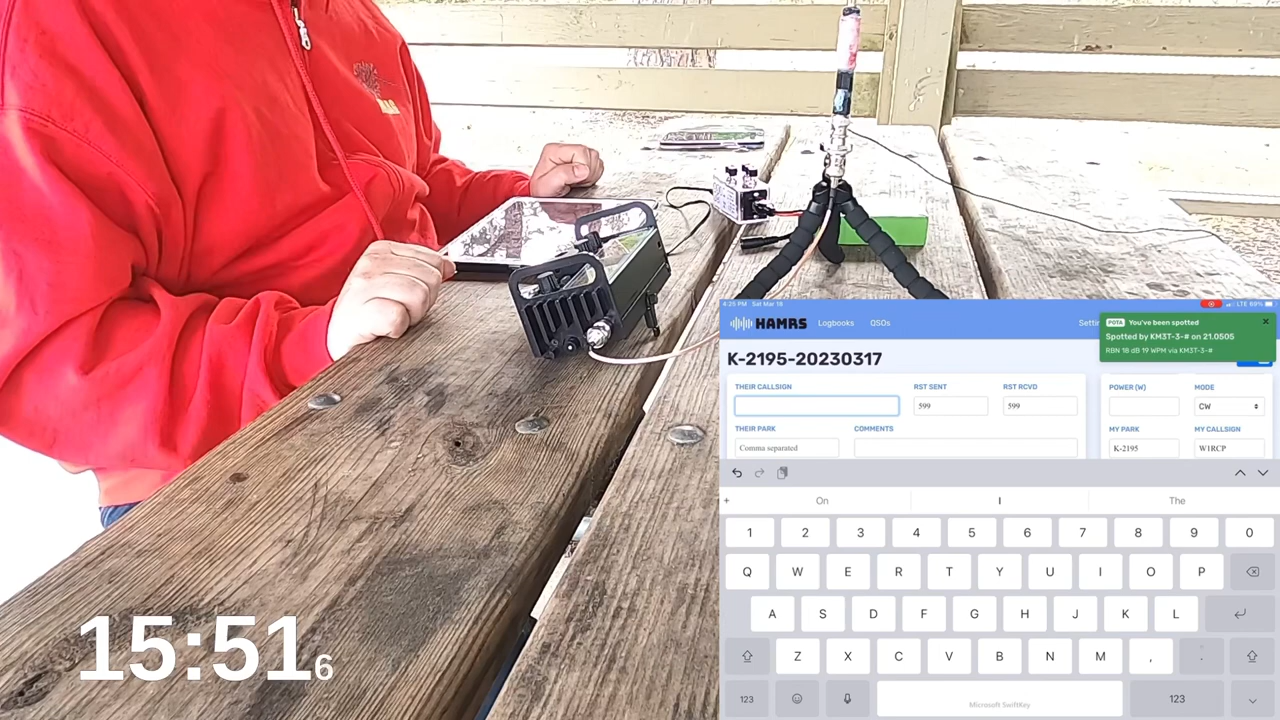 4:25 PM Sat Mar 18
LTE 69%
HAMRS
Logbooks
QSOs
POTA You've been spotted
Spotted by KM3T-3-# on 21.0505
RBN 18 dB 19 WPM via KM3T-3-#
K-2195-20230317
THEIR CALLSIGN
RST SENT
RST RCVD
POWER (W)
MODE
599
599
CW
THEIR PARK
COMMENTS
MY PARK
MY CALLSIGN
Comma separated
K-2195
W1RCP
+ On I The
1 2 3 4 5 6 7 8 9 0
Q W E R T Y U I O P
A S D F G H J K L
Z X C V B N M , .
123
Microsoft SwiftKey
123
15:51 6